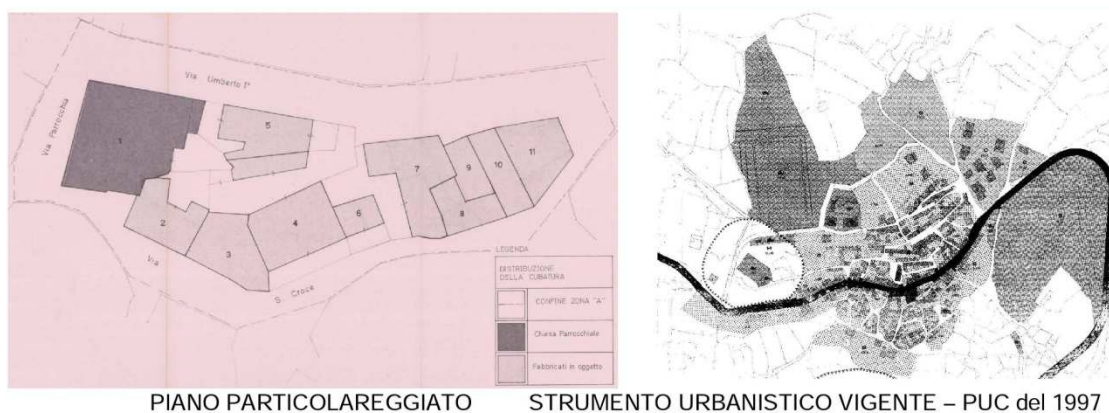 Via Umberto I°
Via Parrocchia
1
5
2
3
4
6
7
9
10
11
8
Via
S. Croce
LEGENDA
DISTRIBUZIONE
DELLA CUBATURA
CONFINE ZONA "A"
Chiesa Parrocchiale
Fabbricati in oggetto
PIANO PARTICOLAREGGIATO
STRUMENTO URBANISTICO VIGENTE – PUC del 1997